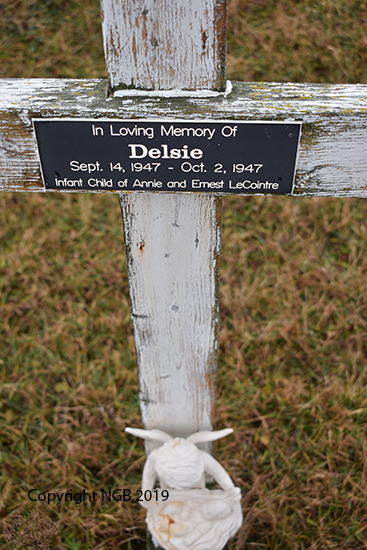 In Loving Memory Of
Delsie
Sept. 14, 1947 - Oct. 2, 1947
Infant Child of Annie and Ernest LeCointre
Copyright NGB 2019